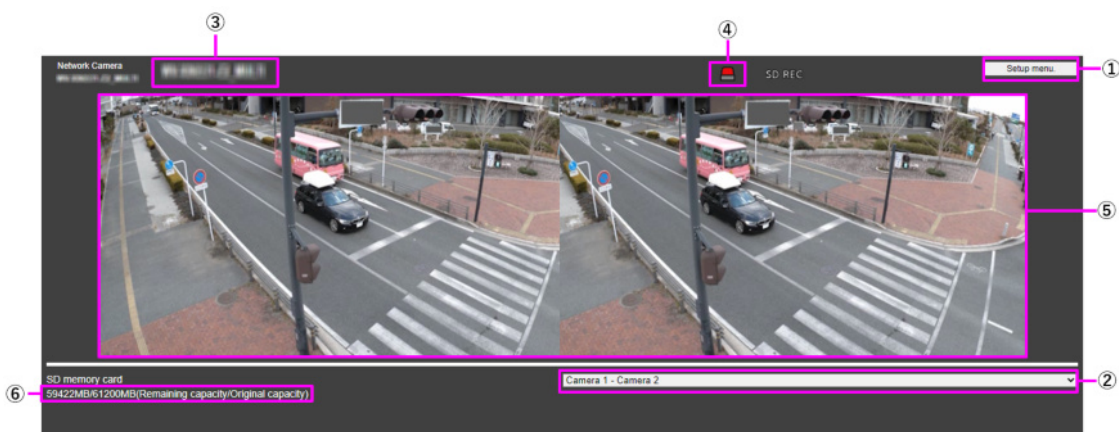 ③
④
Network Camera
SD REC
Setup menu.
①
⑤
SD memory card
Camera 1 - Camera 2
②
⑥
59422MB/61200MB(Remaining capacity/Original capacity)